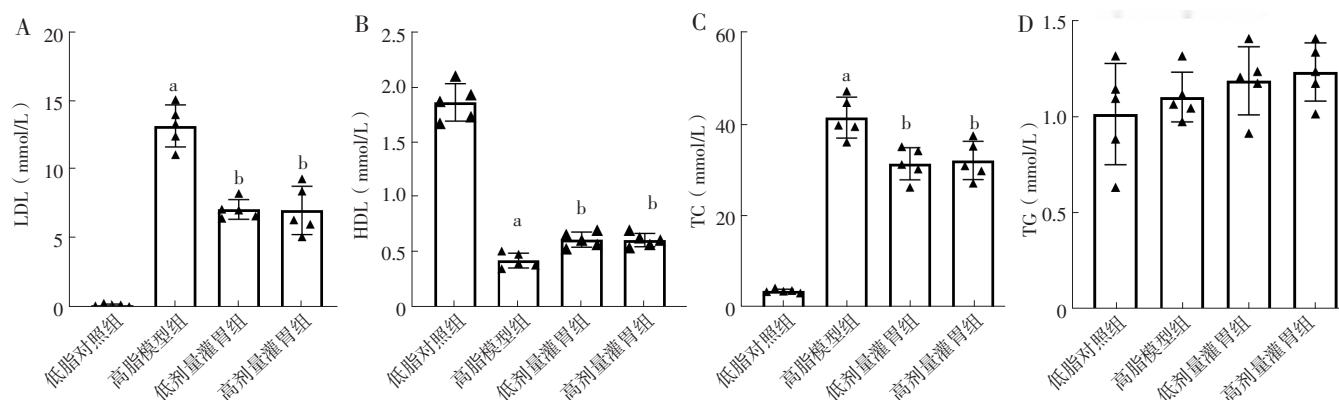 A
LDL（mmol/L）
20
15
10
5
0
a
b
b
低脂对照组
高脂模型组
低剂量灌胃组
高剂量灌胃组
B
HDL（mmol/L）
2.5
2.0
1.5
1.0
0.5
0
a
b
b
低脂对照组
高脂模型组
低剂量灌胃组
高剂量灌胃组
C
TC（mmol/L）
60
40
20
0
a
b
b
低脂对照组
高脂模型组
低剂量灌胃组
高剂量灌胃组
D
TG（mmol/L）
1.5
1.0
0.5
0
低脂对照组
高脂模型组
低剂量灌胃组
高剂量灌胃组